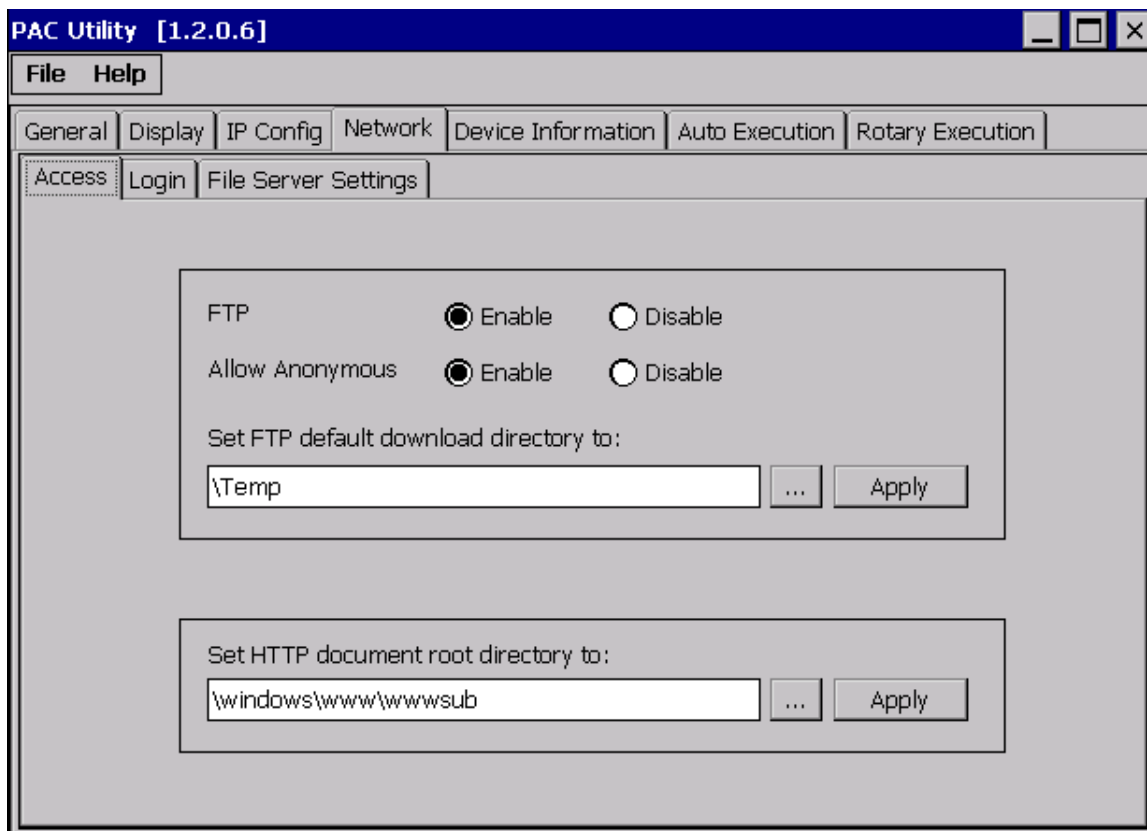 PAC Utility [1.2.0.6]
File Help
General Display IP Config Network Device Information Auto Execution Rotary Execution
Access Login File Server Settings
FTP Enable Disable
Allow Anonymous Enable Disable
Set FTP default download directory to:
\Temp ... Apply
Set HTTP document root directory to:
\windows\www\wwwsub ... Apply